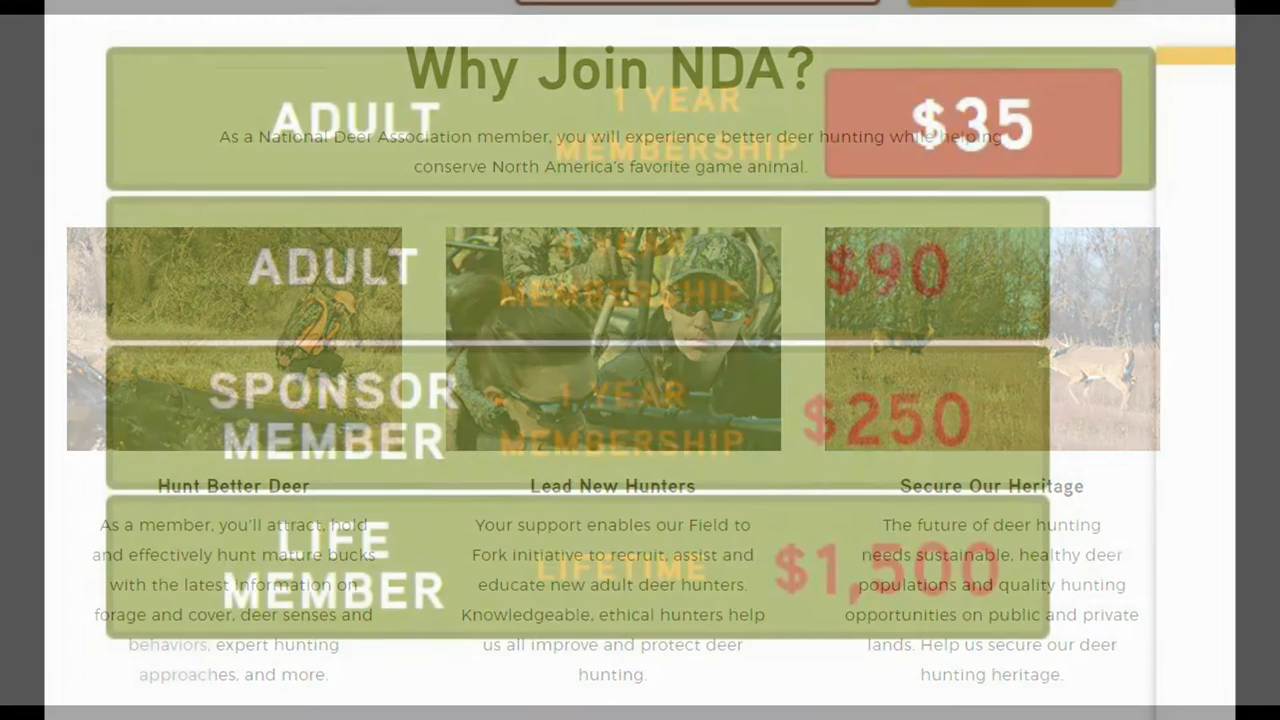 Why Join NDA?
As a National Deer Association member, you will experience better deer hunting while helping
conserve North America's favorite game animal.
ADULT
1 YEAR
MEMBERSHIP
$35
ADULT
MEMBERSHIP
$90
SPONSOR
MEMBER
1 YEAR
MEMBERSHIP
$250
LIFE
MEMBER
LIFETIME
$1,500
Hunt Better Deer
As a member, you'll attract, hold
and effectively hunt mature bucks
with the latest information on
forage and cover, deer senses and
behaviors, expert hunting
approaches, and more.
Lead New Hunters
Your support enables our Field to
Fork initiative to recruit, assist and
educate new adult deer hunters.
Knowledgeable, ethical hunters help
us all improve and protect deer
hunting.
Secure Our Heritage
The future of deer hunting
needs sustainable, healthy deer
populations and quality hunting
opportunities on public and private
lands. Help us secure our deer
hunting heritage.